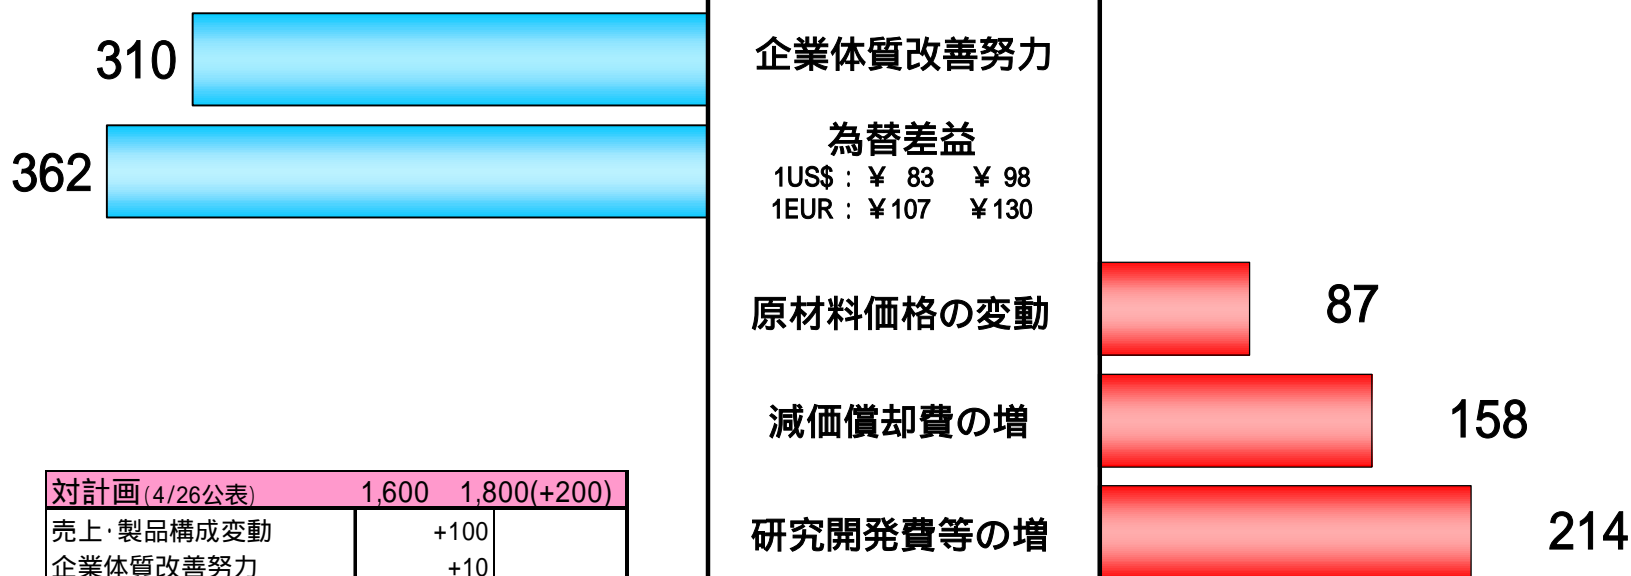 310
企業体質改善努力
362
為替差益
1US$ : ¥ 83 ¥ 98
1EUR : ¥107 ¥130
原材料価格の変動
87
減価償却費の増
158
研究開発費等の増
214
対計画(4/26公表) 1,600 1,800(+200)
売上・製品構成変動 +100
企業体質改善努力 +10